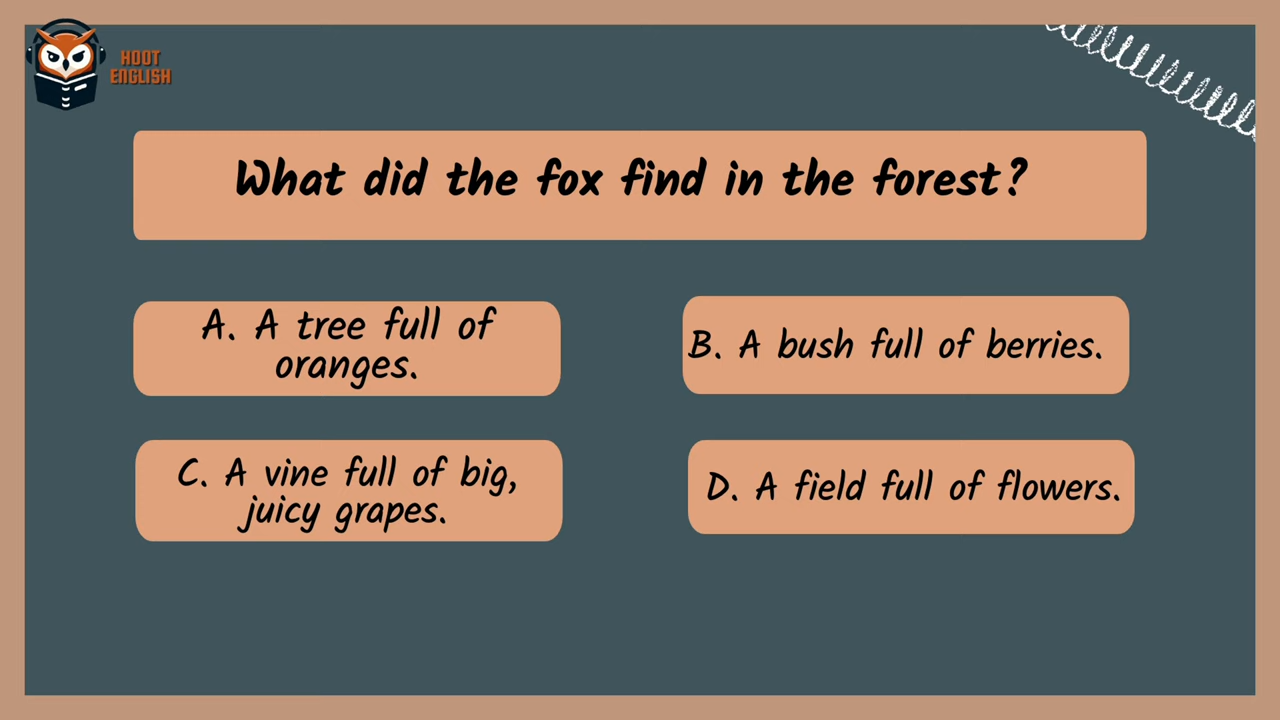 HOOT
ENGLISH
What did the fox find in the forest?
A. A tree full of
oranges.
B. A bush full of berries.
C. A vine full of big,
juicy grapes.
D. A field full of flowers.